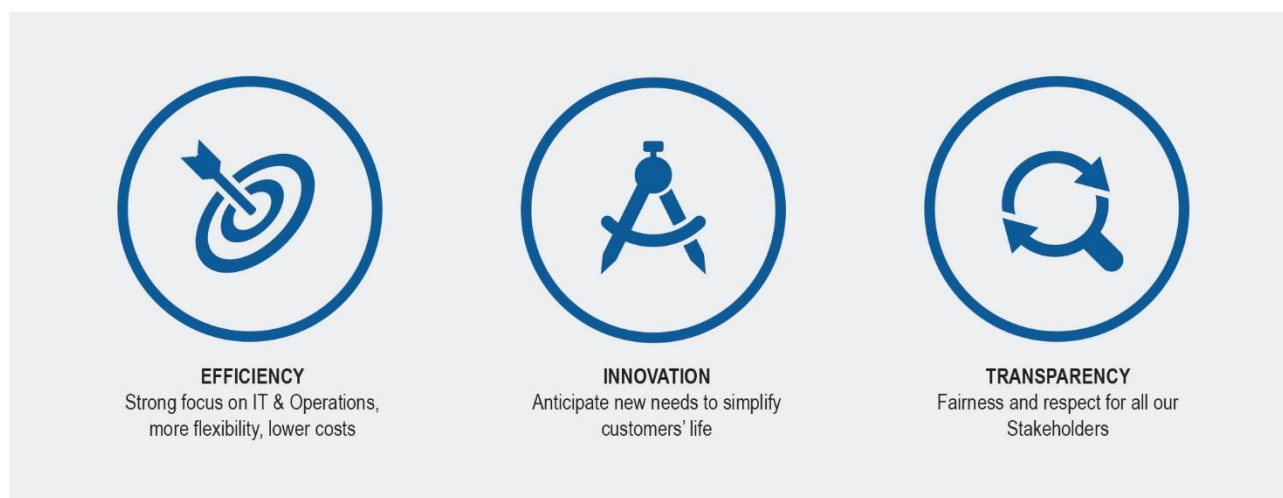 EFFICIENCY
Strong focus on IT & Operations,
more flexibility, lower costs
INNOVATION
Anticipate new needs to simplify
customers' life
TRANSPARENCY
Fairness and respect for all our
Stakeholders